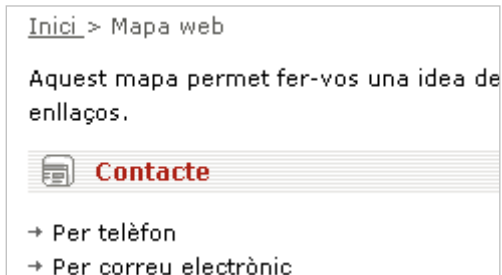 Inici > Mapa web
Aquest mapa permet fer-vos una idea de
enllaços.
Contacte
→ Per telèfon
→ Per correu electrònic